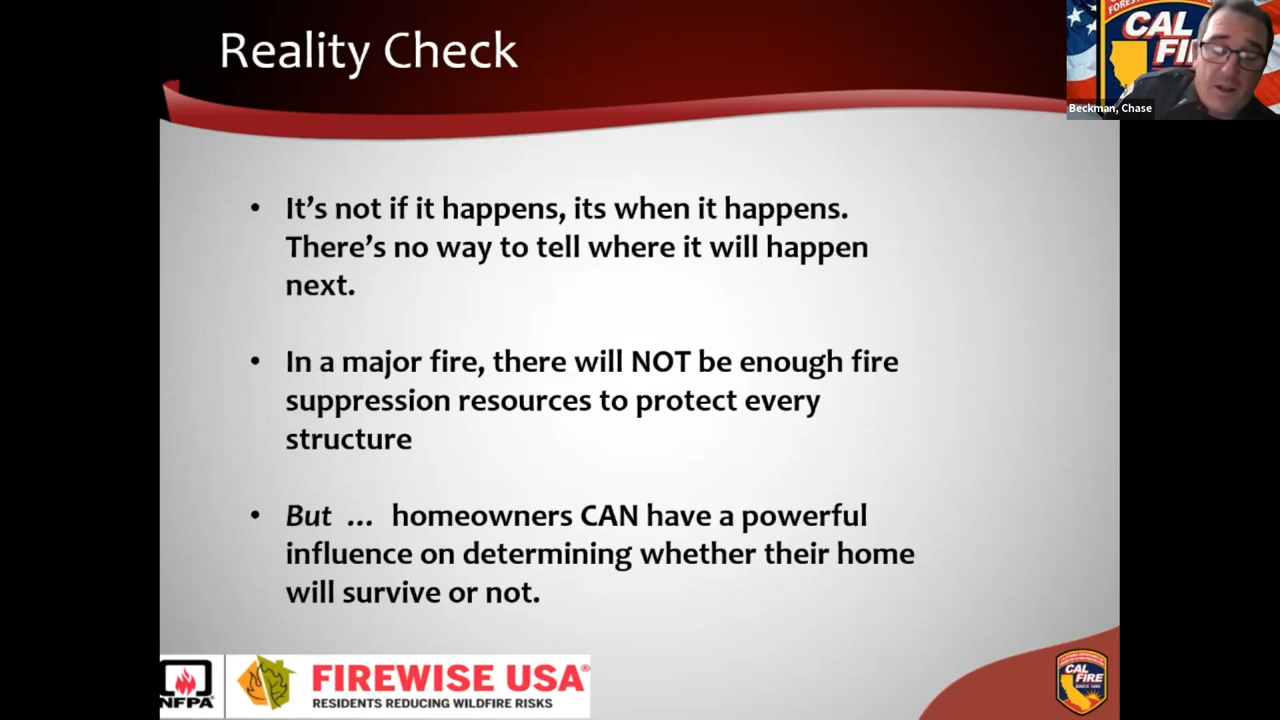 Reality Check
CAL
Beckman, Chase
• It's not if it happens, its when it happens.
There's no way to tell where it will happen
next.
• In a major fire, there will NOT be enough fire
suppression resources to protect every
structure
• But ... homeowners CAN have a powerful
influence on determining whether their home
will survive or not.
NFPA
FIREWISE USA®
RESIDENTS REDUCING WILDFIRE RISKS
CAL
FIRE
SINCE 1885